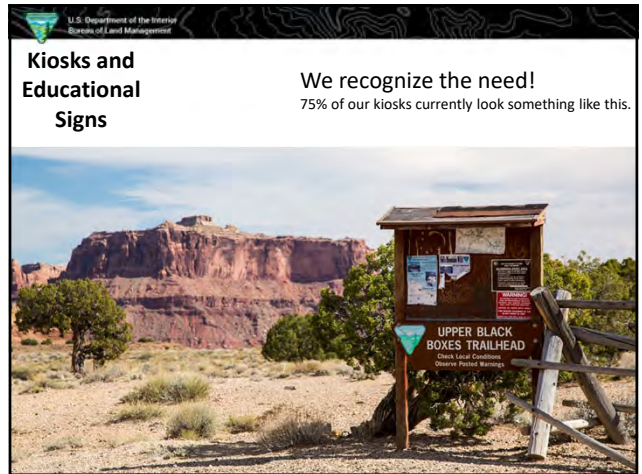 U.S. Department of the Interior
Bureau of Land Management
Kiosks and
Educational
Signs
We recognize the need!
75% of our kiosks currently look something like this.
WARNING!
UPPER BLACK
BOXES TRAILHEAD
Check Local Conditions
Observe Posted Warnings